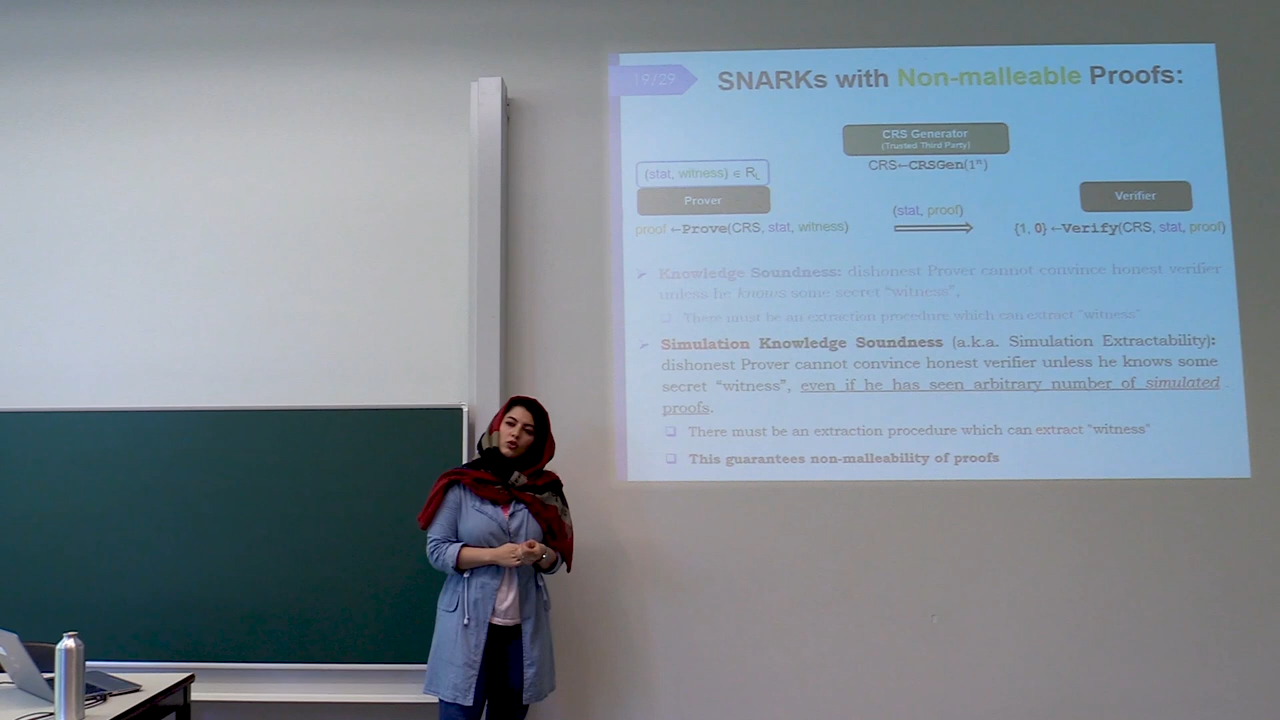 19/29
SNARKs with Non-malleable Proofs:
CRS Generator
(Trusted Third Party)
CRS←CRSGen(1ⁿ)
(stat, witness) ∈ R_L
Prover
Verifier
(stat, proof)
proof ←Prove(CRS, stat, witness)
{1, 0} ←Verify(CRS, stat, proof)
➢ Knowledge Soundness: dishonest Prover cannot convince honest verifier
unless he knows some secret “witness”,
❑ There must be an extraction procedure which can extract “witness”
➢ Simulation Knowledge Soundness (a.k.a. Simulation Extractability):
dishonest Prover cannot convince honest verifier unless he knows some
secret “witness”, even if he has seen arbitrary number of simulated
proofs.
❑ There must be an extraction procedure which can extract “witness”
❑ This guarantees non-malleability of proofs